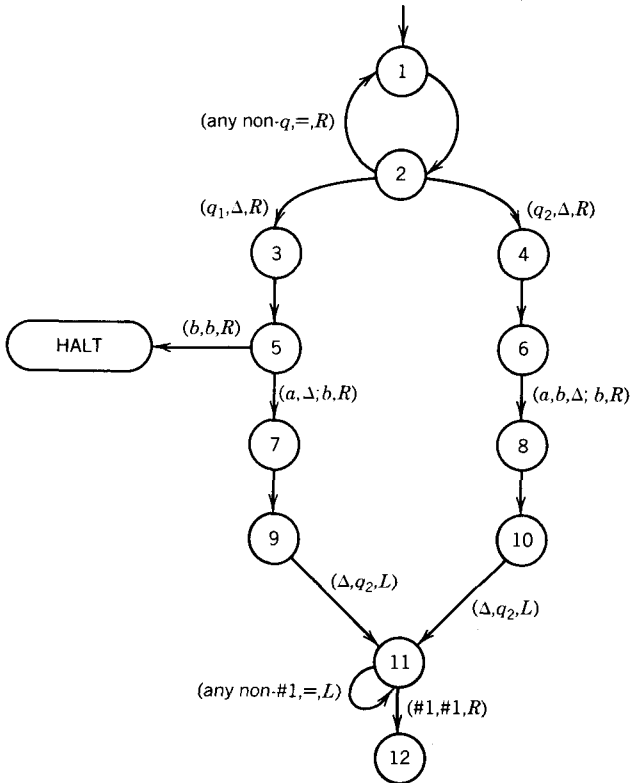 1
(any non-q,=,R)
2
(q₁,Δ,R)
(q₂,Δ,R)
3
4
(b,b,R)
HALT
5
6
(a,Δ;b,R)
(a,b,Δ; b,R)
7
8
9
10
(Δ,q₂,L)
(Δ,q₂,L)
11
(any non-#1,=,L)
(#1,#1,R)
12